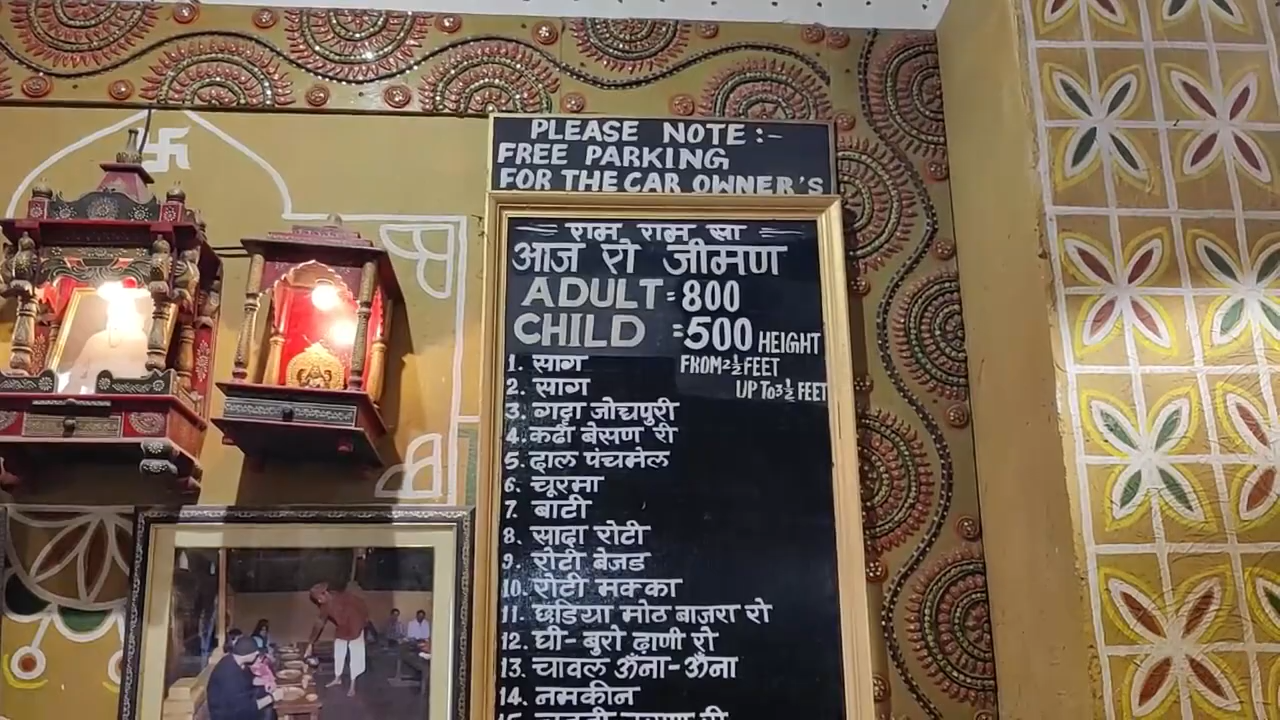 PLEASE NOTE :-
FREE PARKING
FOR THE CAR OWNER'S
राम राम सा
आज रो जीमण
ADULT = 800
CHILD = 500 HEIGHT
FROM 2½ FEET
UP TO 3½ FEET
1. साग
2. साग
3. गट्टा जोधपुरी
4. कढी बेसण री
5. दाल पंचमेल
6. चूरमा
7. बाटी
8. सादा रोटी
9. रोटी बेजड
10. रोटी मक्का
11. छडिया मोठ बाजरा रो
12. घी-बुरो ढ़ाणी रो
13. चावल ऊँना-ऊँना
14. नमकीन